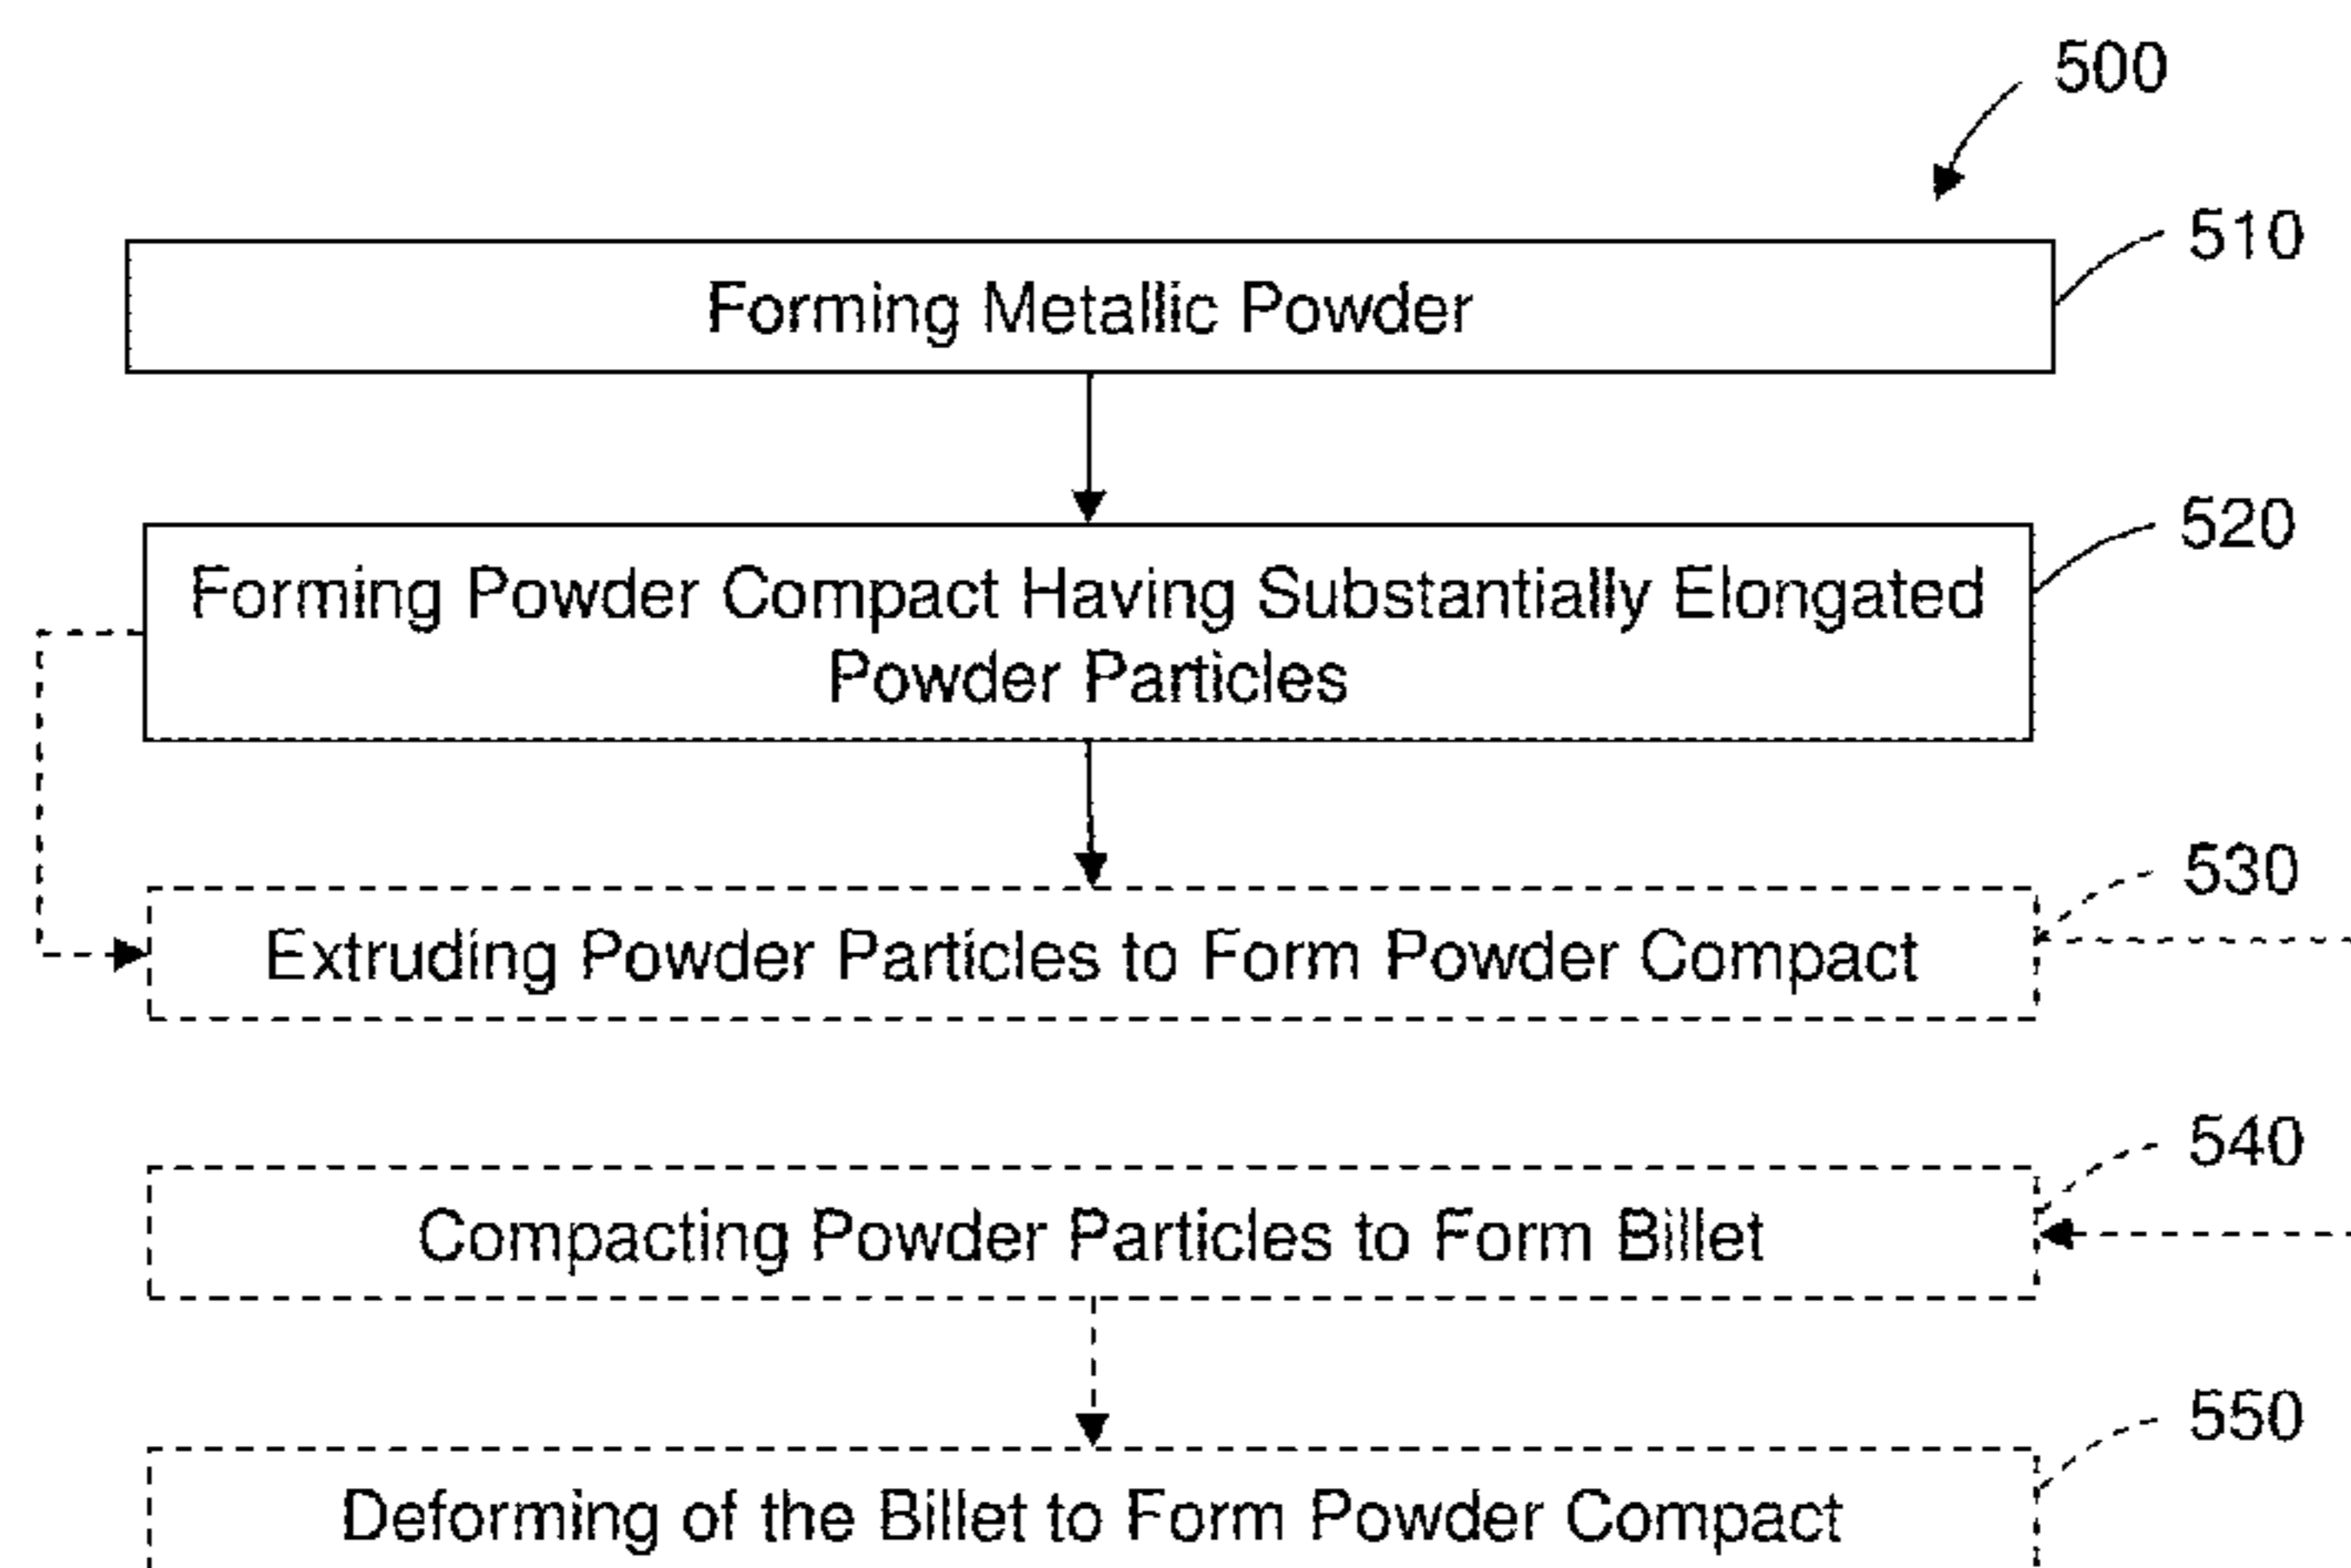 500
510
Forming Metallic Powder
520
Forming Powder Compact Having Substantially Elongated
Powder Particles
530
Extruding Powder Particles to Form Powder Compact
540
Compacting Powder Particles to Form Billet
550
Deforming of the Billet to Form Powder Compact